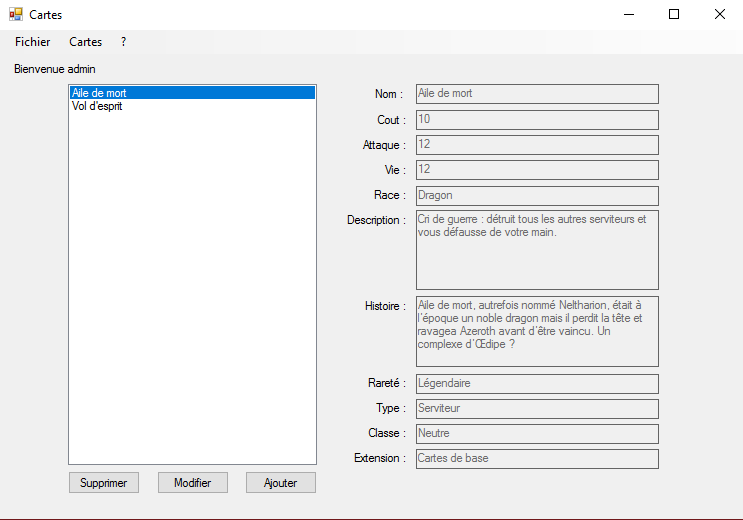 Cartes
Fichier Cartes ?
Bienvenue admin
Aile de mort
Vol d'esprit
Supprimer Modifier Ajouter
Nom : Aile de mort
Cout : 10
Attaque : 12
Vie : 12
Race : Dragon
Description : Cri de guerre : détruit tous les autres serviteurs et
vous défausse de votre main.
Histoire : Aile de mort, autrefois nommé Neltharion, était à
l'époque un noble dragon mais il perdit la tête et
ravagea Azeroth avant d'être vaincu. Un
complexe d'Œdipe ?
Rareté : Légendaire
Type : Serviteur
Classe : Neutre
Extension : Cartes de base